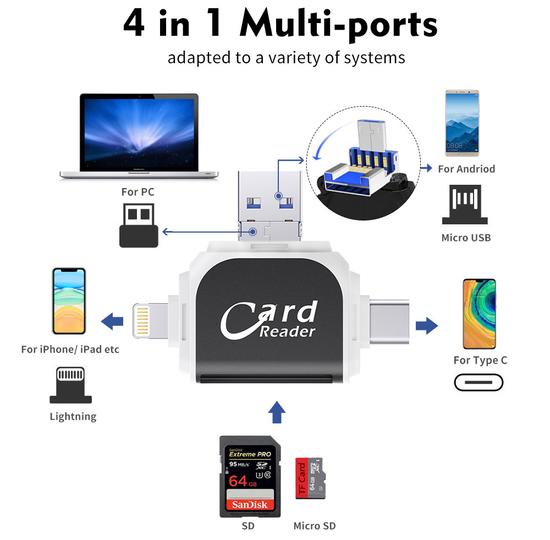 4 in 1 Multi-ports
adapted to a variety of systems
For PC
For Andriod
Micro USB
Card
Reader
For iPhone/ iPad etc
Lightning
For Type C
SanDisk
Extreme PRO
95 MB/s
64 GB
SanDisk
TF Card
64 GB
micro
SD
Micro SD